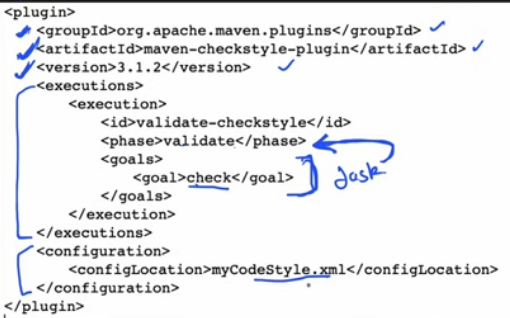 <plugin>
<groupId>org.apache.maven.plugins</groupId>
<artifactId>maven-checkstyle-plugin</artifactId>
<version>3.1.2</version>
<executions>
<execution>
<id>validate-checkstyle</id>
<phase>validate</phase>
<goals>
<goal>check</goal>
task
</goals>
</execution>
</executions>
<configuration>
<configLocation>myCodeStyle.xml</configLocation>
</configuration>
</plugin>